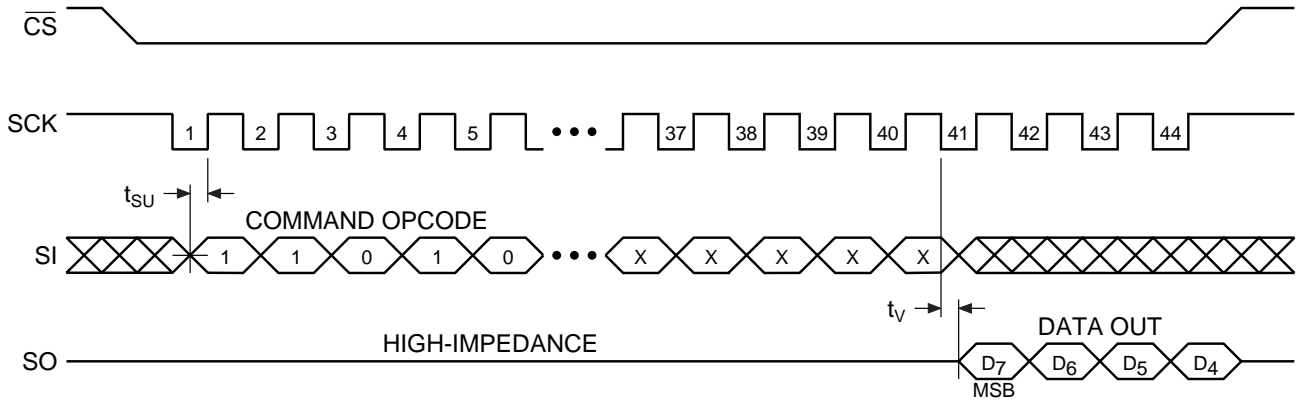 CS
SCK 1 2 3 4 5 ••• 37 38 39 40 41 42 43 44
tSU
COMMAND OPCODE
SI 1 1 0 1 0 ••• X X X X X
tV
HIGH-IMPEDANCE DATA OUT
SO D7 D6 D5 D4
MSB